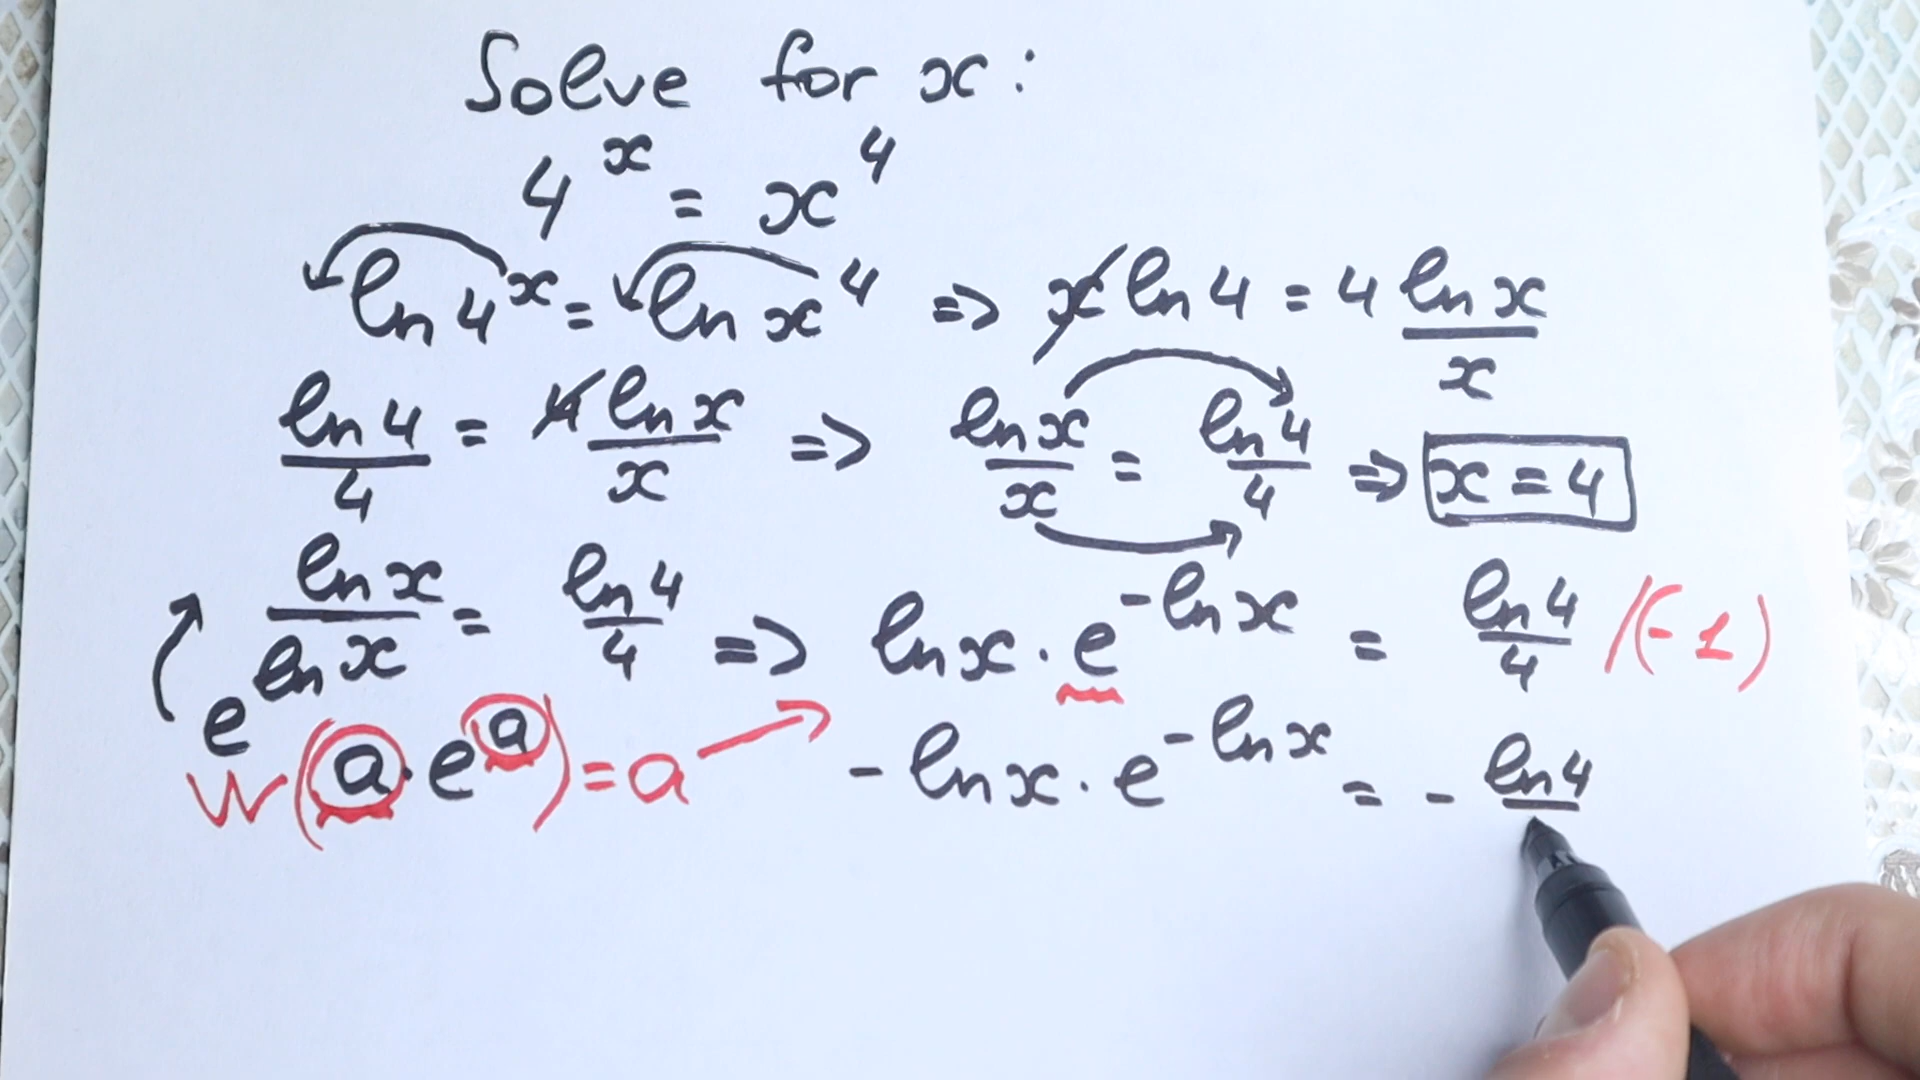 Solve for x:
4^x = x^4
ln 4^x = ln x^4 => x ln 4 = 4 ln x / x
ln 4 / 4 = 4 ln x / x => ln x / x = ln 4 / 4 => x = 4
ln x / e^ln x = ln 4 / 4 => ln x · e^-ln x = ln 4 / 4 /(-1)
W(a · e^a) = a → - ln x · e^-ln x = - ln 4